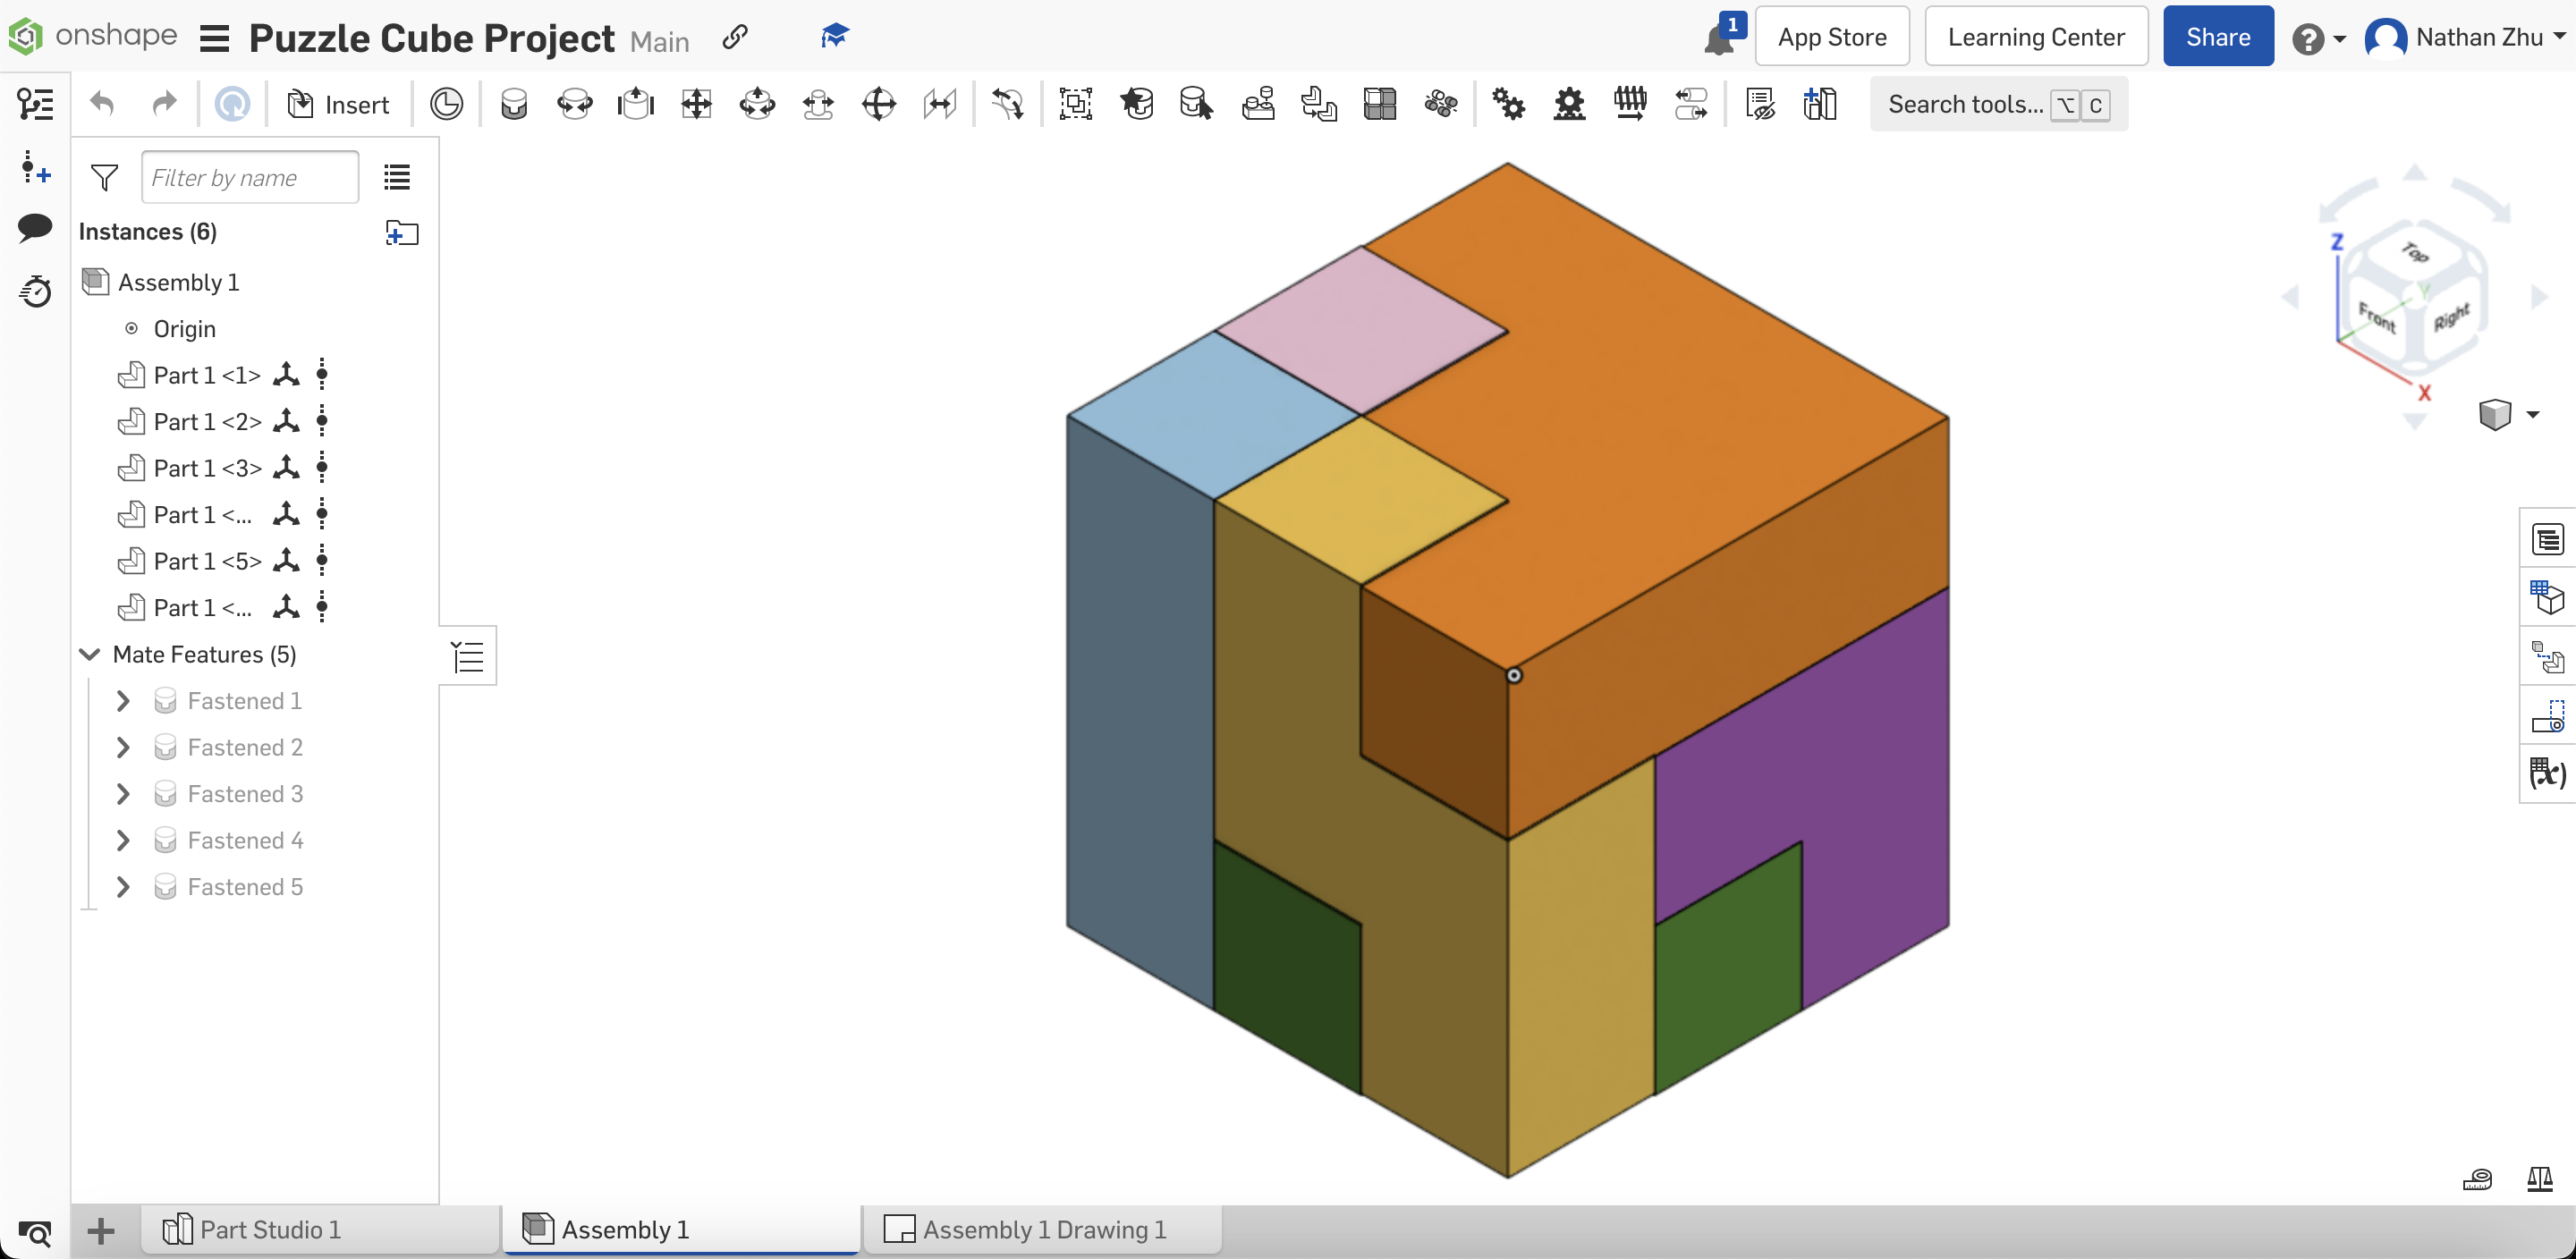 onshape Puzzle Cube Project Main 1 App Store Learning Center Share Nathan Zhu
Insert Search tools... ⌥ C
Filter by name
Instances (6)
Assembly 1
Origin
Part 1 <1>
Part 1 <2>
Part 1 <3>
Part 1 <...
Part 1 <5>
Part 1 <...
Mate Features (5)
Fastened 1
Fastened 2
Fastened 3
Fastened 4
Fastened 5
Z
Top
Y
Front
Right
X
(x)
Part Studio 1 Assembly 1 Assembly 1 Drawing 1